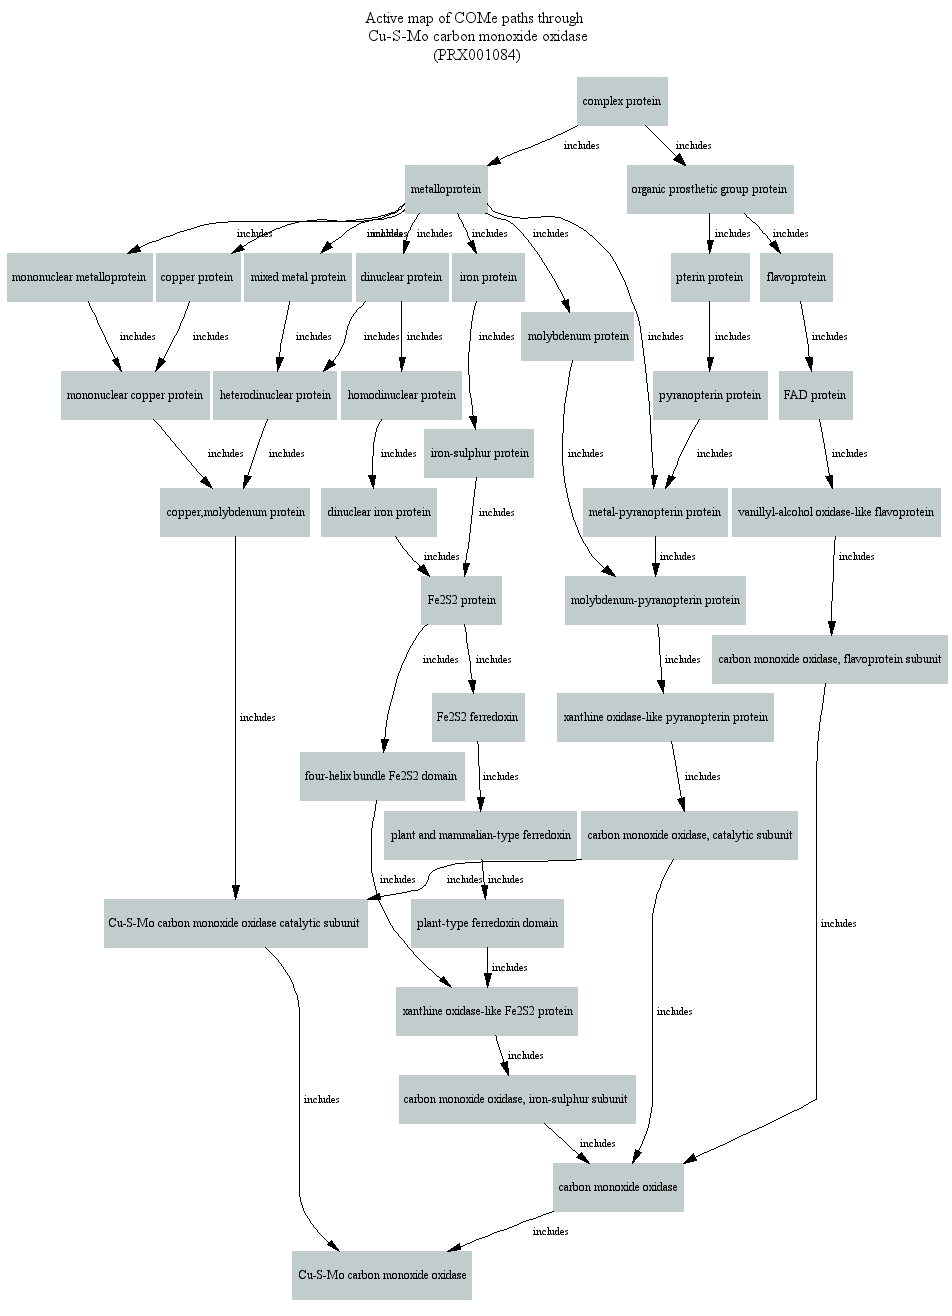 Active map of COMe paths through
Cu-S-Mo carbon monoxide oxidase
(PRX001084)
complex protein
includes
includes
metalloprotein
organic prosthetic group protein
includes
includes
includes
includes
includes
includes
includes
includes
mononuclear metalloprotein
copper protein
mixed metal protein
dinuclear protein
iron protein
pterin protein
flavoprotein
molybdenum protein
includes
includes
includes
includes
includes
includes
includes
includes
includes
mononuclear copper protein
heterodinuclear protein
homodinuclear protein
pyranopterin protein
FAD protein
iron-sulphur protein
includes
includes
includes
includes
includes
includes
copper,molybdenum protein
dinuclear iron protein
metal-pyranopterin protein
vanillyl-alcohol oxidase-like flavoprotein
includes
includes
includes
includes
Fe2S2 protein
molybdenum-pyranopterin protein
includes
includes
includes
carbon monoxide oxidase, flavoprotein subunit
includes
Fe2S2 ferredoxin
xanthine oxidase-like pyranopterin protein
four-helix bundle Fe2S2 domain
includes
includes
plant and mammalian-type ferredoxin
carbon monoxide oxidase, catalytic subunit
includes
includes
includes
Cu-S-Mo carbon monoxide oxidase catalytic subunit
plant-type ferredoxin domain
includes
includes
xanthine oxidase-like Fe2S2 protein
includes
includes
carbon monoxide oxidase, iron-sulphur subunit
includes
includes
carbon monoxide oxidase
includes
Cu-S-Mo carbon monoxide oxidase